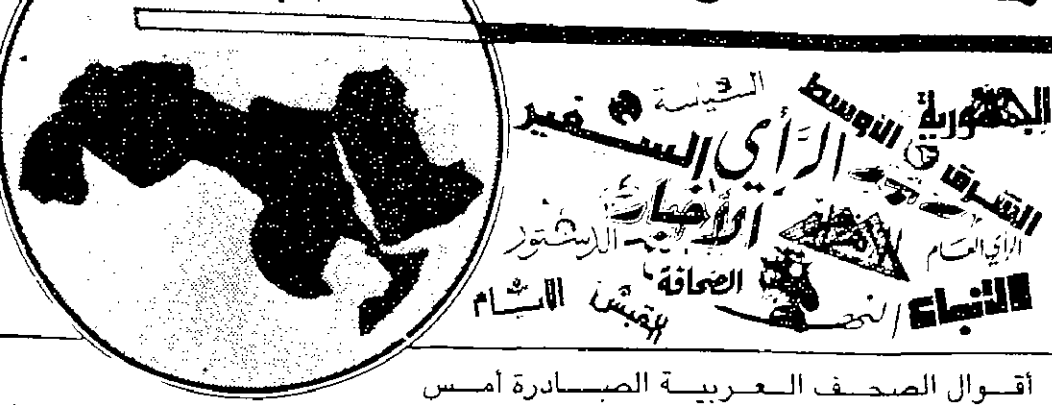 الجمهورية
السياسة
السفير
الشرق الأوسط
الرأي
الرأي العام
الأخبار
الدستور
الصحافة
القبس
الأيام
الأنباء
أقوال الصحف العربية الصادرة أمس